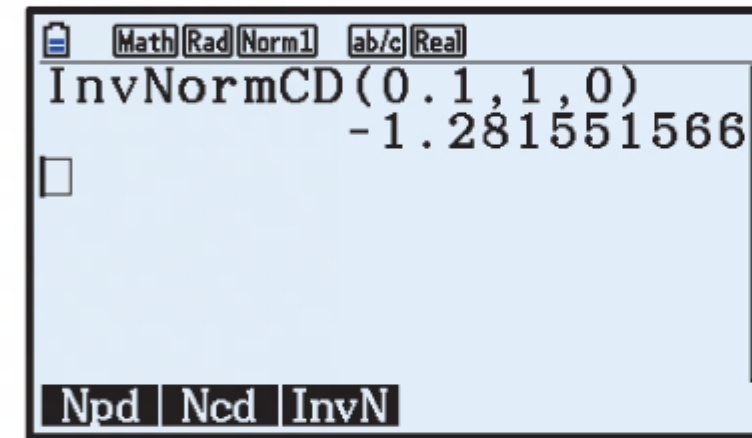 Math Rad Norm1 ab/c Real
InvNormCD(0.1,1,0)
-1.281551566
Npd Ncd InvN